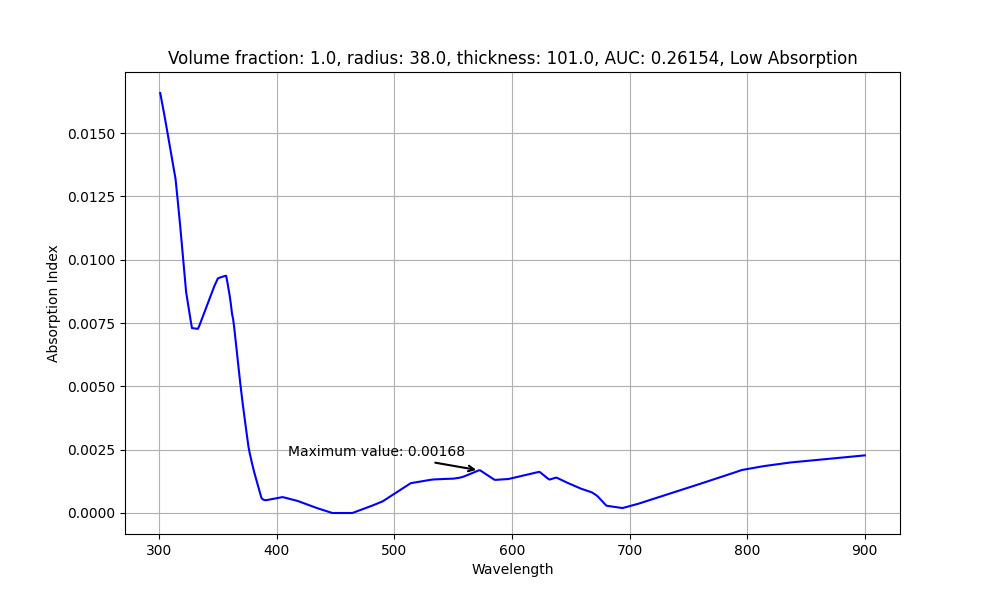 Volume fraction: 1.0, radius: 38.0, thickness: 101.0, AUC: 0.26154, Low Absorption
0.0150
0.0125
0.0100
0.0075
0.0050
0.0025
0.0000
Absorption Index
Maximum value: 0.00168
300 400 500 600 700 800 900
Wavelength